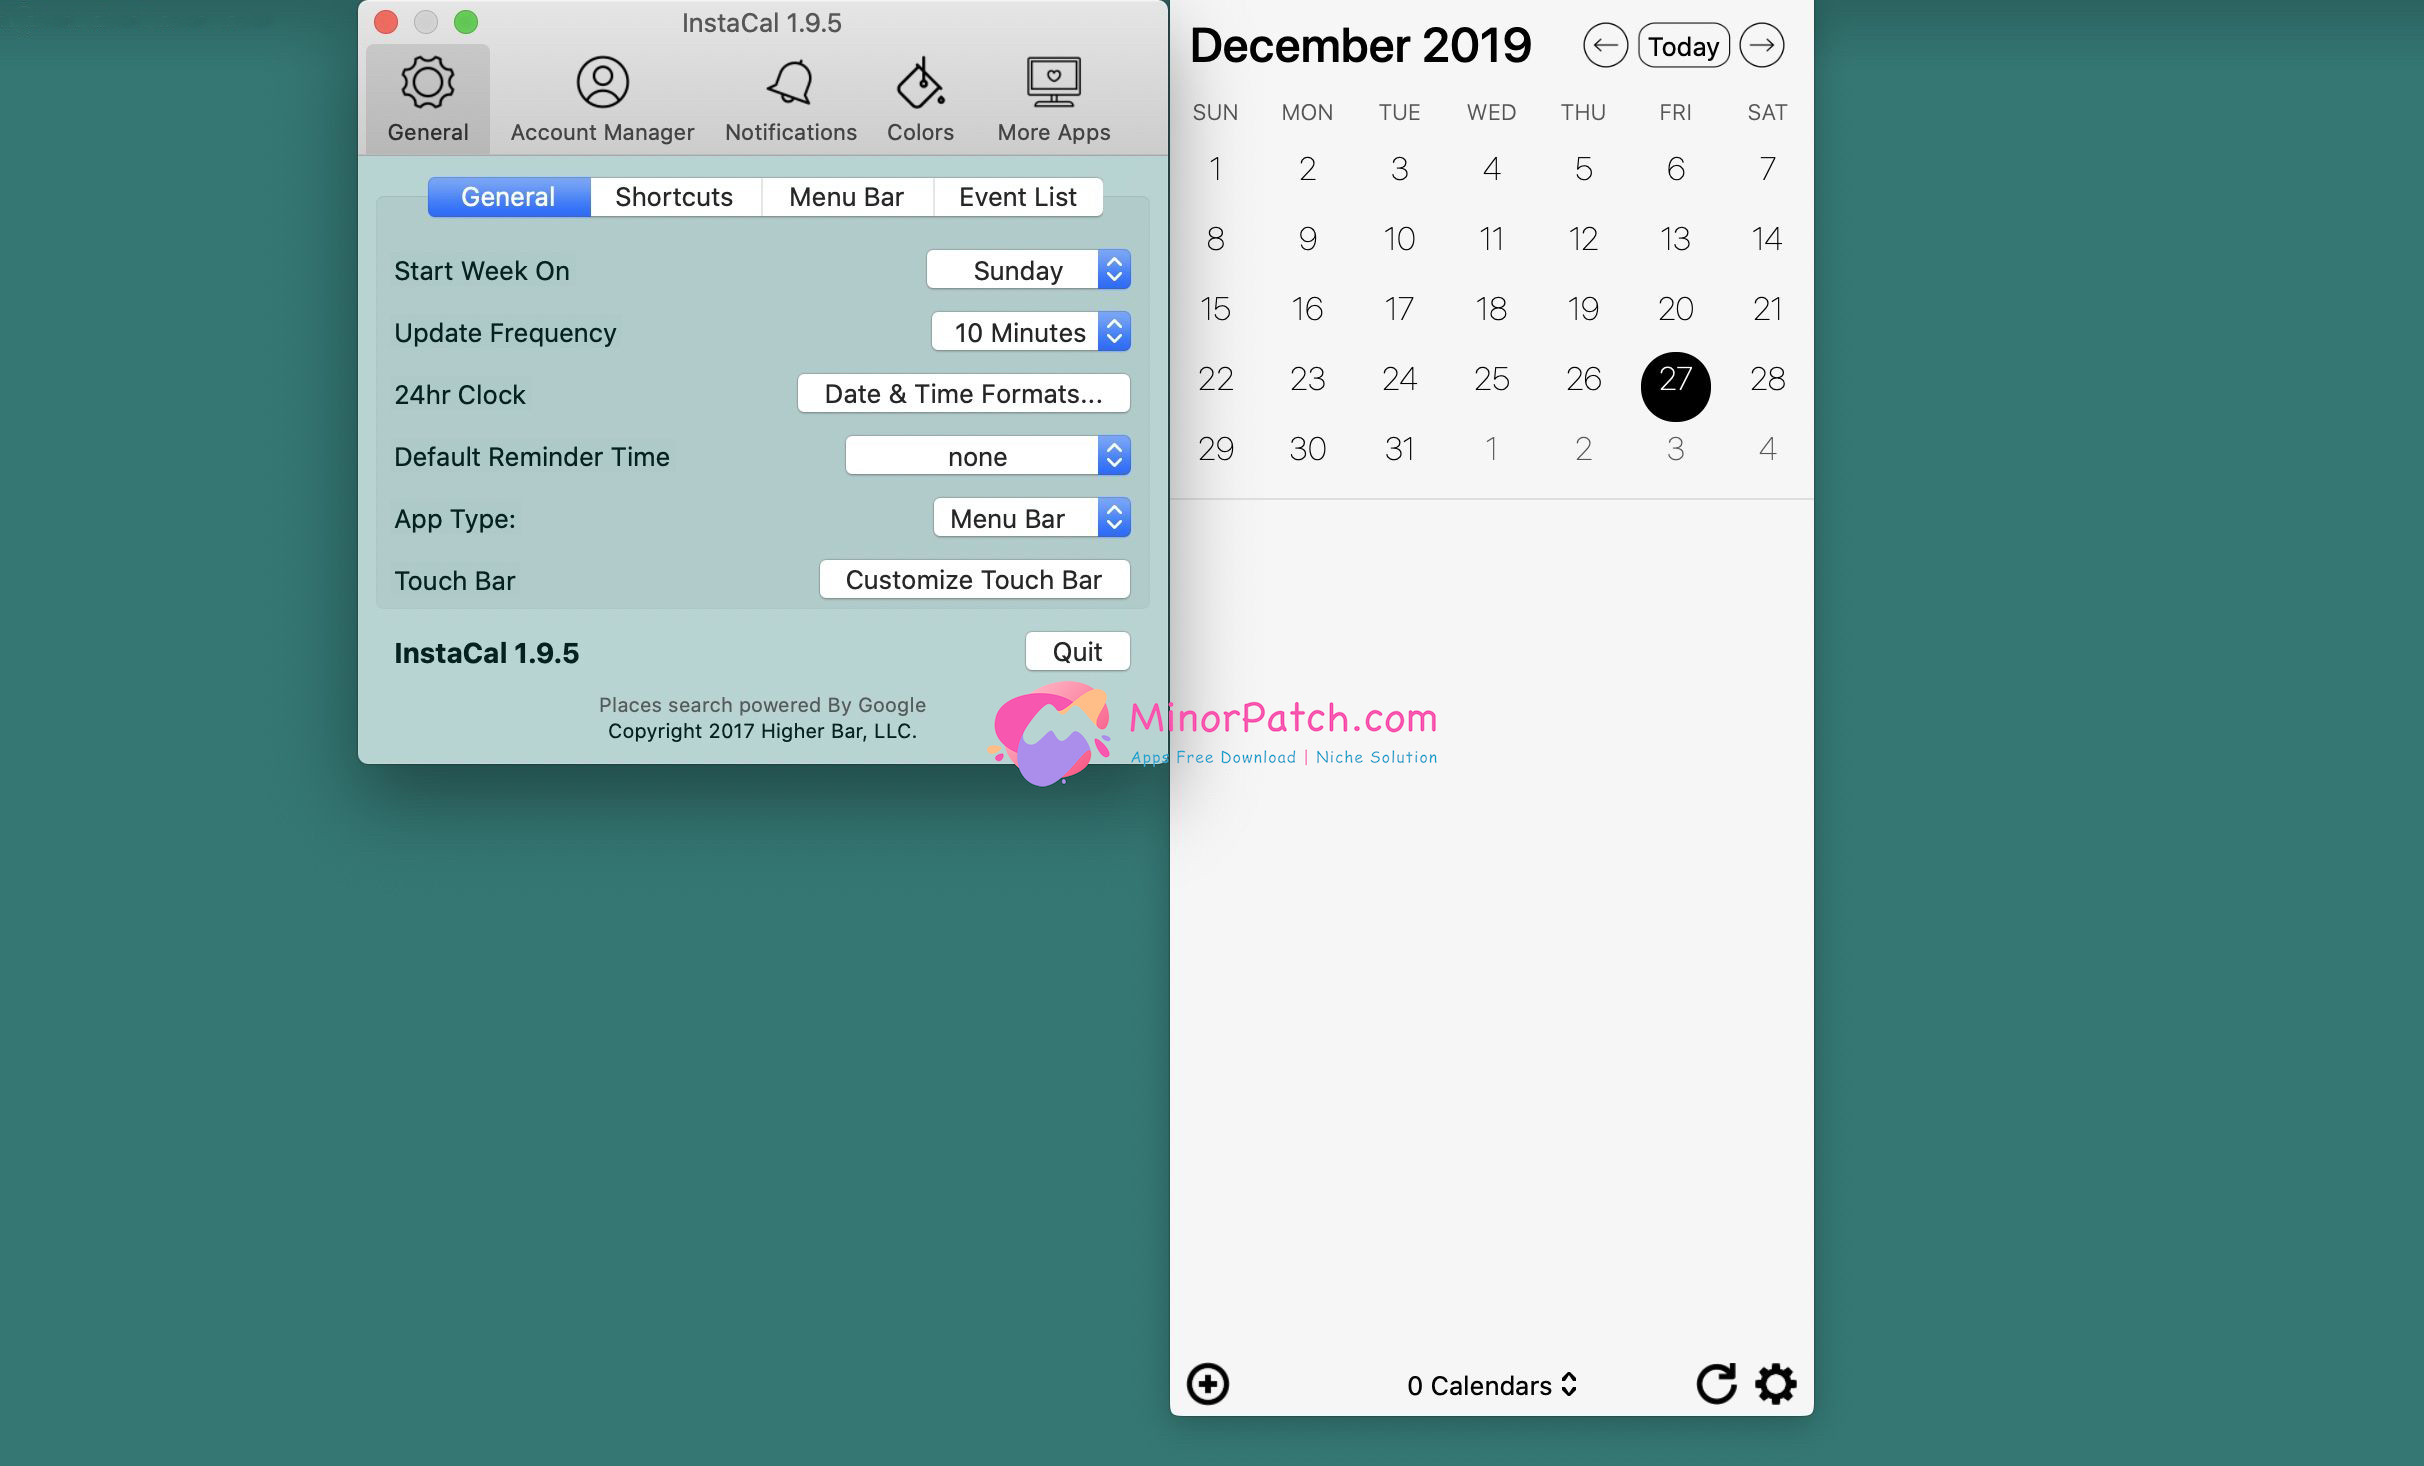 InstaCal 1.9.5
General
Account Manager
Notifications
Colors
More Apps
General
Shortcuts
Menu Bar
Event List
Start Week On
Sunday
Update Frequency
10 Minutes
24hr Clock
Date & Time Formats...
Default Reminder Time
none
App Type:
Menu Bar
Touch Bar
Customize Touch Bar
InstaCal 1.9.5
Quit
Places search powered By Google
Copyright 2017 Higher Bar, LLC.
MinorPatch.com
Apps Free Download | Niche Solution
December 2019
Today
SUN MON TUE WED THU FRI SAT
1 2 3 4 5 6 7
8 9 10 11 12 13 14
15 16 17 18 19 20 21
22 23 24 25 26 27 28
29 30 31 1 2 3 4
0 Calendars